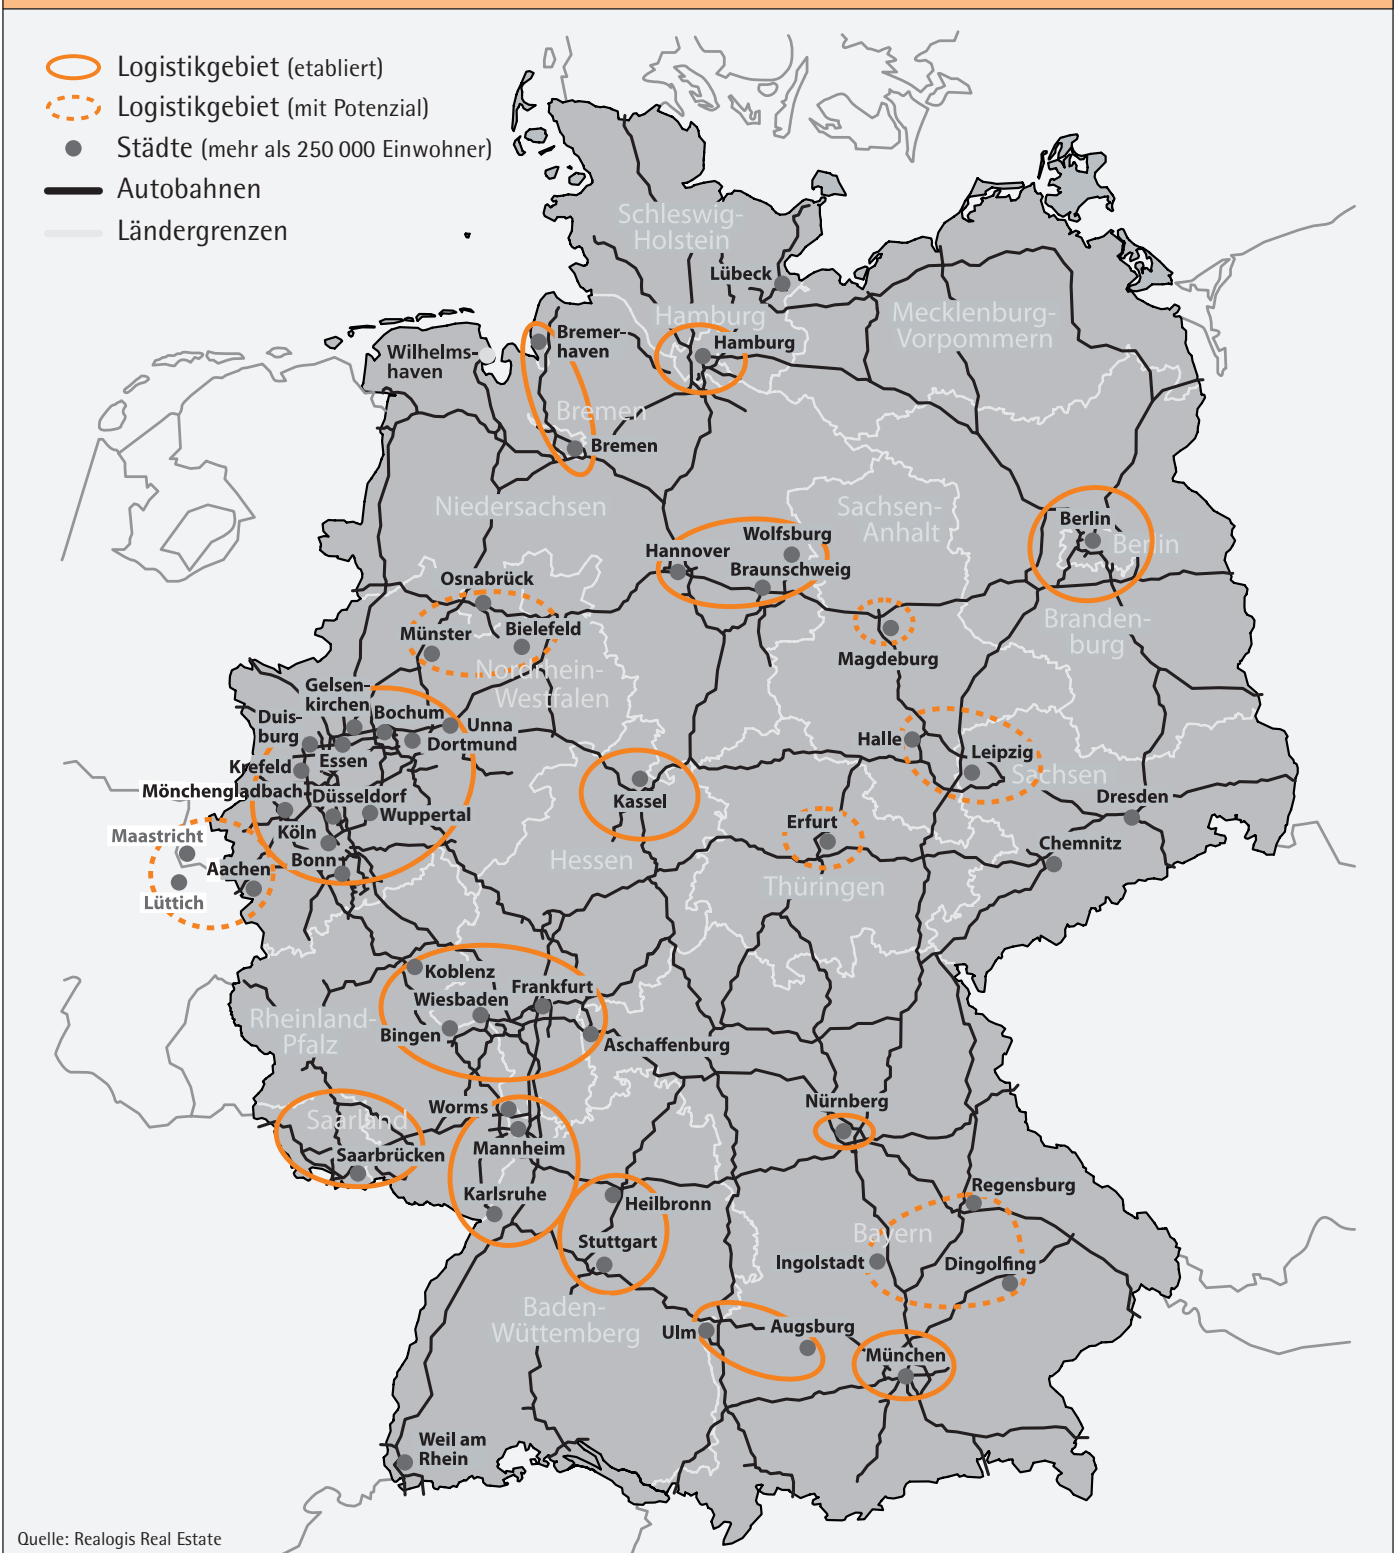 Logistikgebiet (etabliert)
Logistikgebiet (mit Potenzial)
Städte (mehr als 250 000 Einwohner)
Autobahnen
Ländergrenzen
Schleswig-
Holstein
Lübeck
Hamburg
Hamburg
Mecklenburg-
Vorpommern
Bremer-
haven
Wilhelms-
haven
Bremen
Bremen
Niedersachsen
Sachsen-
Anhalt
Berlin
Berlin
Wolfsburg
Hannover
Braunschweig
Osnabrück
Münster
Bielefeld
Nordrhein-
Westfalen
Magdeburg
Branden-
burg
Gelsen-
kirchen
Bochum
Unna
Duis-
burg
Dortmund
Essen
Krefeld
Mönchengladbach
Düsseldorf
Wuppertal
Köln
Bonn
Maastricht
Aachen
Lüttich
Kassel
Hessen
Halle
Leipzig
Sachsen
Dresden
Chemnitz
Erfurt
Thüringen
Koblenz
Wiesbaden
Frankfurt
Bingen
Aschaffenburg
Rheinland-
Pfalz
Saarland
Saarbrücken
Worms
Mannheim
Karlsruhe
Nürnberg
Heilbronn
Stuttgart
Regensburg
Bayern
Ingolstadt
Dingolfing
Baden-
Wüttemberg
Ulm
Augsburg
München
Weil am
Rhein
Quelle: Realogis Real Estate